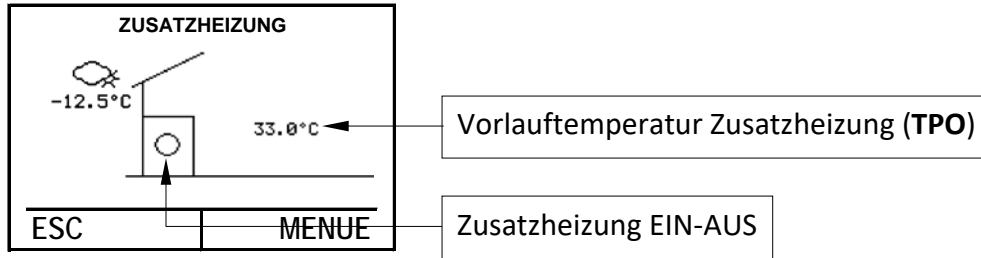 ZUSATZHEIZUNG
-12.5°C
33.0°C
Vorlauftemperatur Zusatzheizung (TPO)
ESC MENUE
Zusatzheizung EIN-AUS